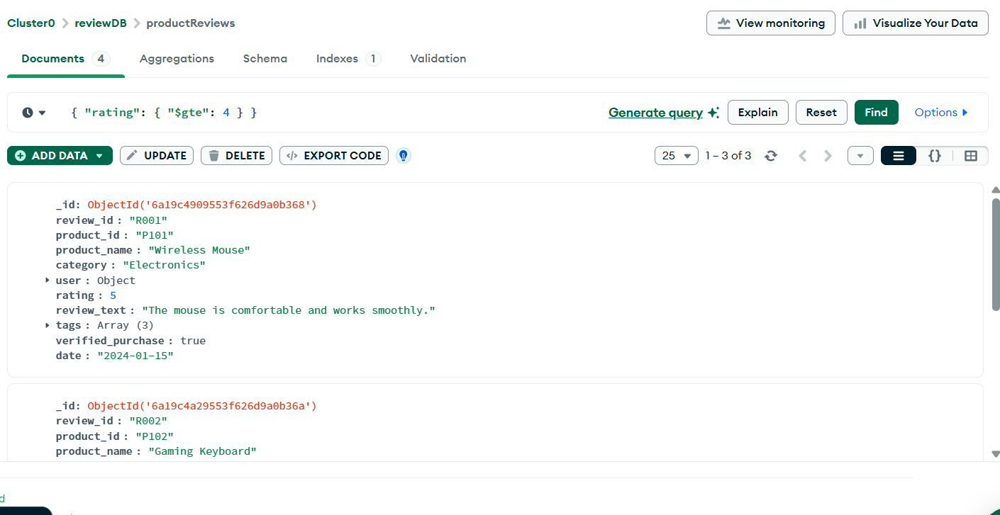 Cluster0 > reviewDB > productReviews
View monitoring
Visualize Your Data
Documents 4 Aggregations Schema Indexes 1 Validation
{ "rating": { "$gte": 4 } }
Generate query Explain Reset Find Options
ADD DATA UPDATE DELETE EXPORT CODE 25 1 – 3 of 3 {}
_id: ObjectId('6a19c4909553f626d9a0b368')
review_id : "R001"
product_id : "P101"
product_name : "Wireless Mouse"
category : "Electronics"
user : Object
rating : 5
review_text : "The mouse is comfortable and works smoothly."
tags : Array (3)
verified_purchase : true
date : "2024-01-15"
_id: ObjectId('6a19c4a29553f626d9a0b36a')
review_id : "R002"
product_id : "P102"
product_name : "Gaming Keyboard"